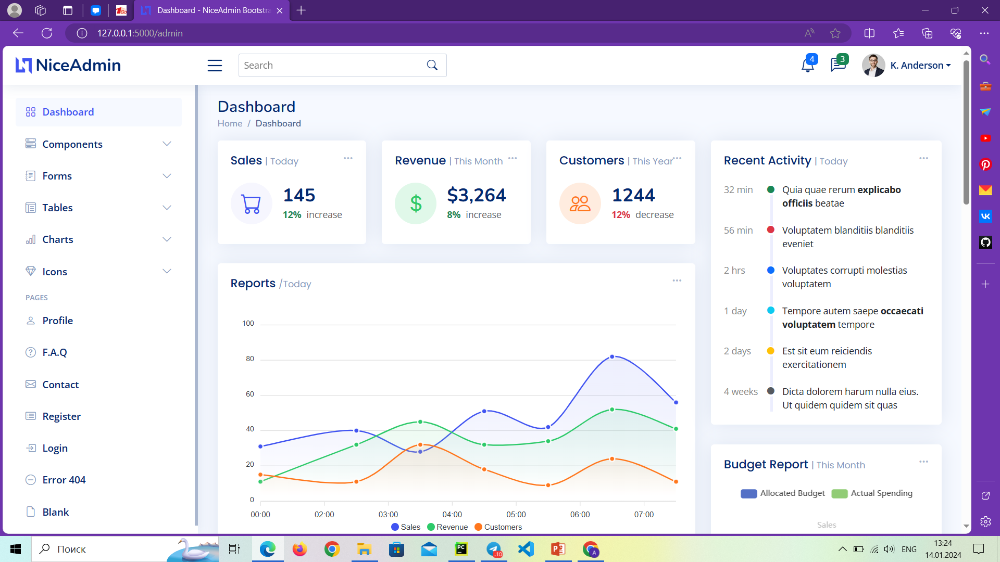 Dashboard - NiceAdmin Bootstra
127.0.0.1:5000/admin
NiceAdmin
Search
4
3
K. Anderson
Dashboard
Components
Forms
Tables
Charts
Icons
PAGES
Profile
F.A.Q
Contact
Register
Login
Error 404
Blank
Dashboard
Home / Dashboard
Sales | Today
145
12% increase
Revenue | This Month
$3,264
8% increase
Customers | This Year
1244
12% decrease
Reports /Today
100
80
60
40
20
0
00:00 02:00 03:00 04:00 05:00 06:00 07:00
Sales Revenue Customers
Recent Activity | Today
32 min Quia quae rerum explicabo
officiis beatae
56 min Voluptatem blanditiis blanditiis
eveniet
2 hrs Voluptates corrupti molestias
voluptatem
1 day Tempore autem saepe occaecati
voluptatem tempore
2 days Est sit eum reiciendis
exercitationem
4 weeks Dicta dolorem harum nulla eius.
Ut quidem quidem sit quas
Budget Report | This Month
Allocated Budget Actual Spending
Sales
Поиск
ENG
13:24
14.01.2024